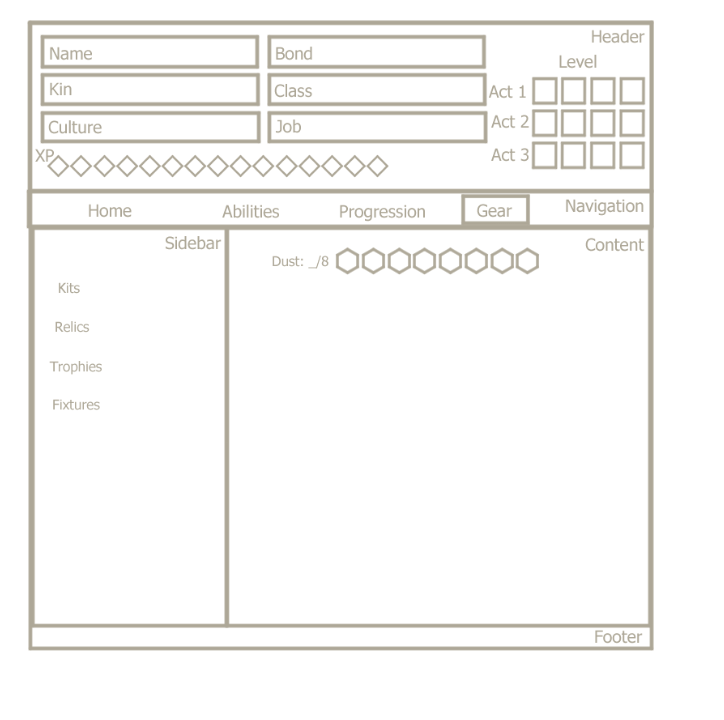 Header
Name
Bond
Level
Kin
Class
Act 1
Culture
Job
Act 2
XP
Act 3
Home
Abilities
Progression
Gear
Navigation
Sidebar
Content
Dust: _/8
Kits
Relics
Trophies
Fixtures
Footer